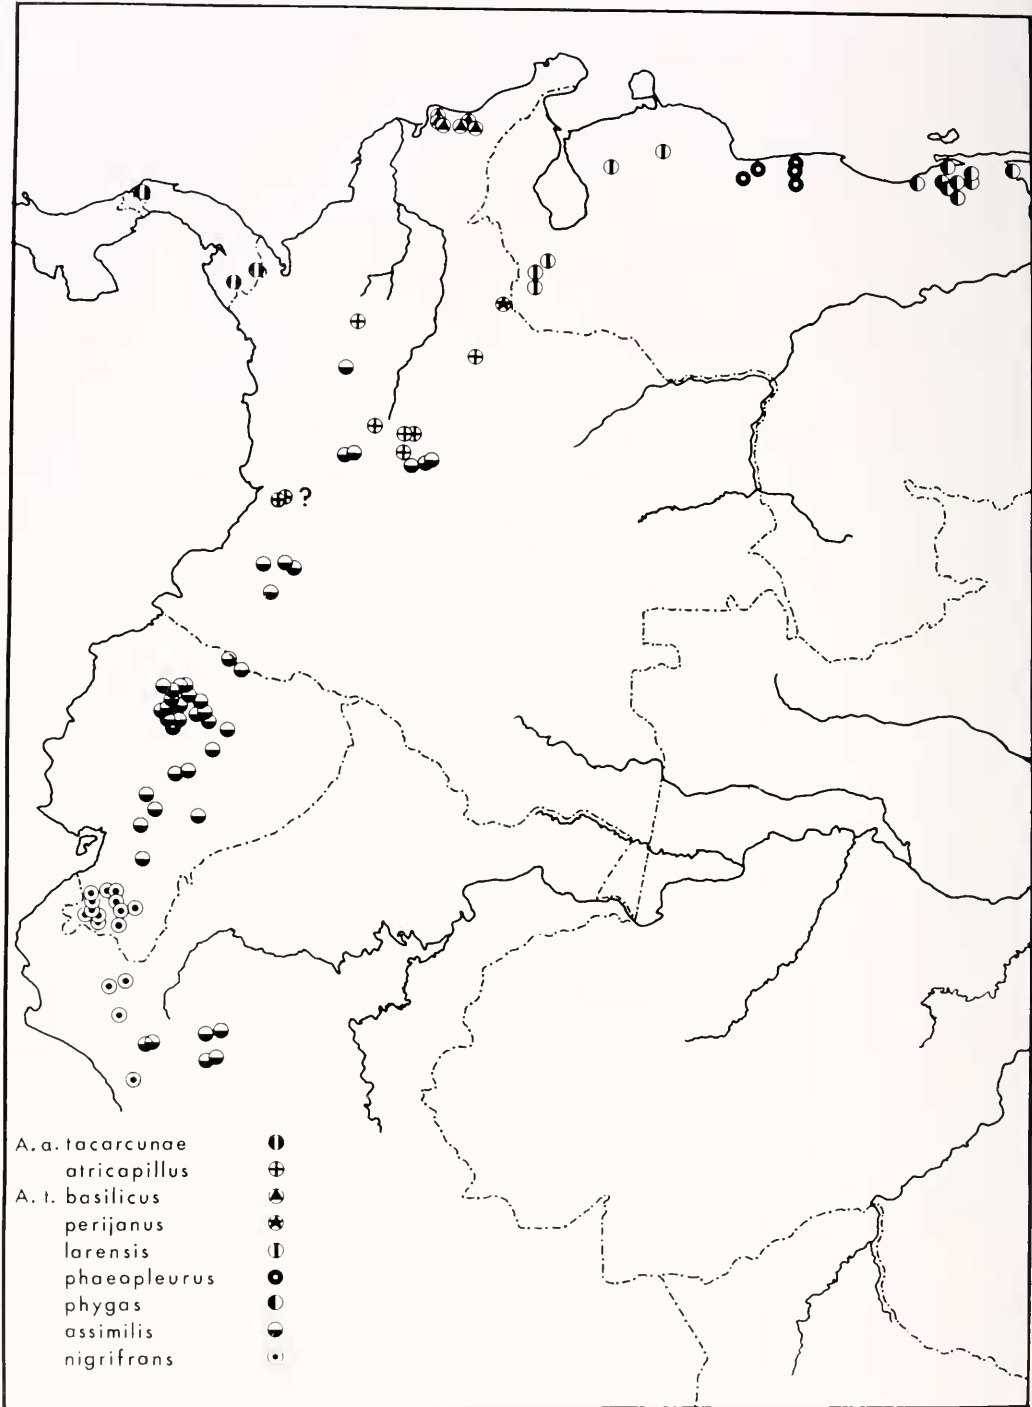 ?
A. a. tacarcunae
atricapillus
A. t. basilicus
perijanus
larensis
phaeopleurus
phygas
assimilis
nigrifrons